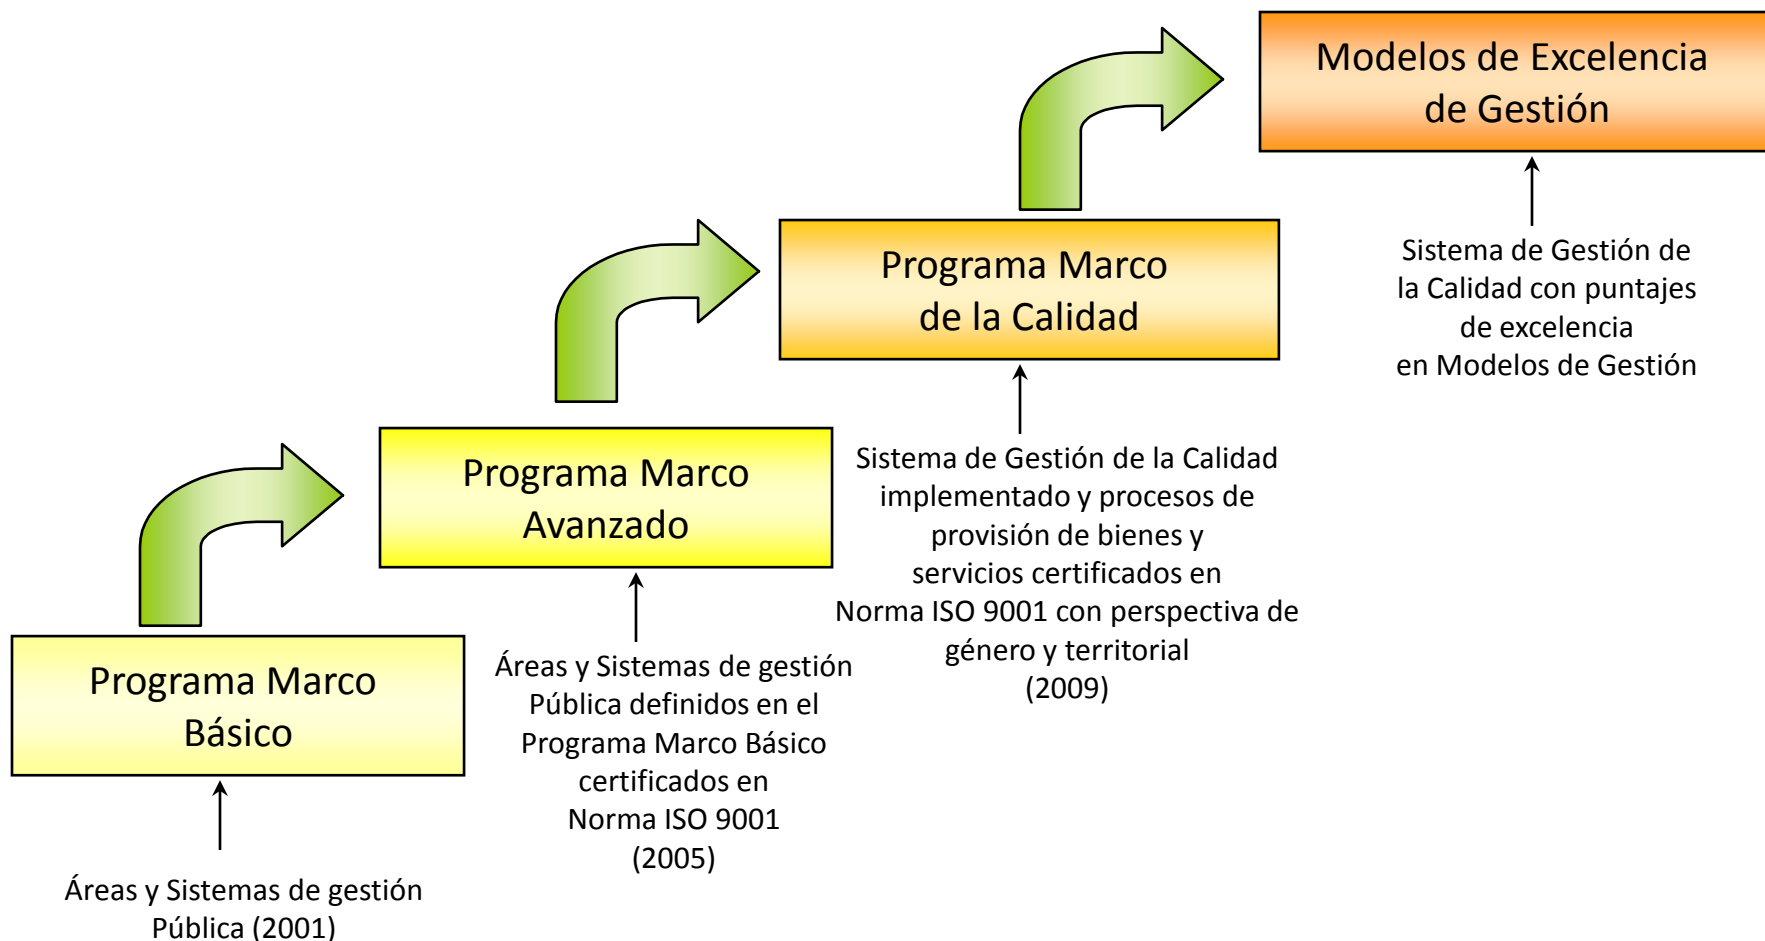 Modelos de Excelencia
de Gestión
Sistema de Gestión de
la Calidad con puntajes
de excelencia
en Modelos de Gestión
Programa Marco
de la Calidad
Sistema de Gestión de la Calidad
implementado y procesos de
provisión de bienes y
servicios certificados en
Norma ISO 9001 con perspectiva de
género y territorial
(2009)
Programa Marco
Avanzado
Áreas y Sistemas de gestión
Pública definidos en el
Programa Marco Básico
certificados en
Norma ISO 9001
(2005)
Programa Marco
Básico
Áreas y Sistemas de gestión
Pública (2001)